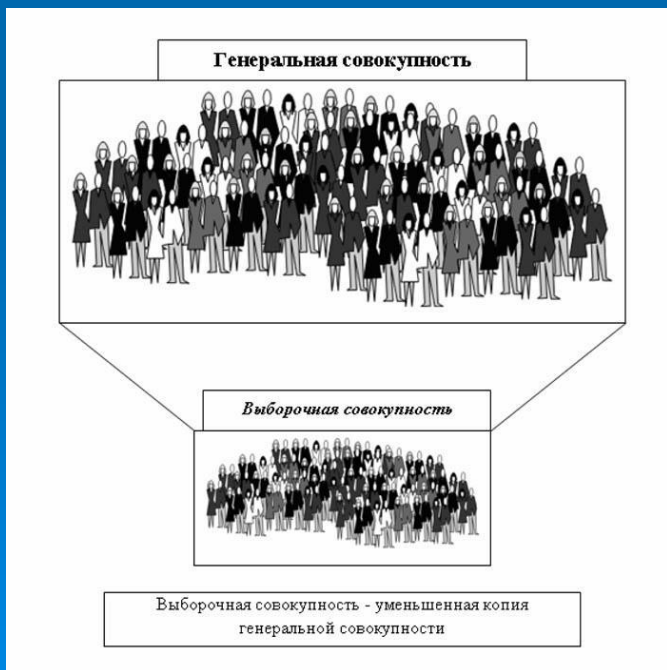 Генеральная совокупность
Выборочная совокупность
Выборочная совокупность - уменьшенная копия
генеральной совокупности